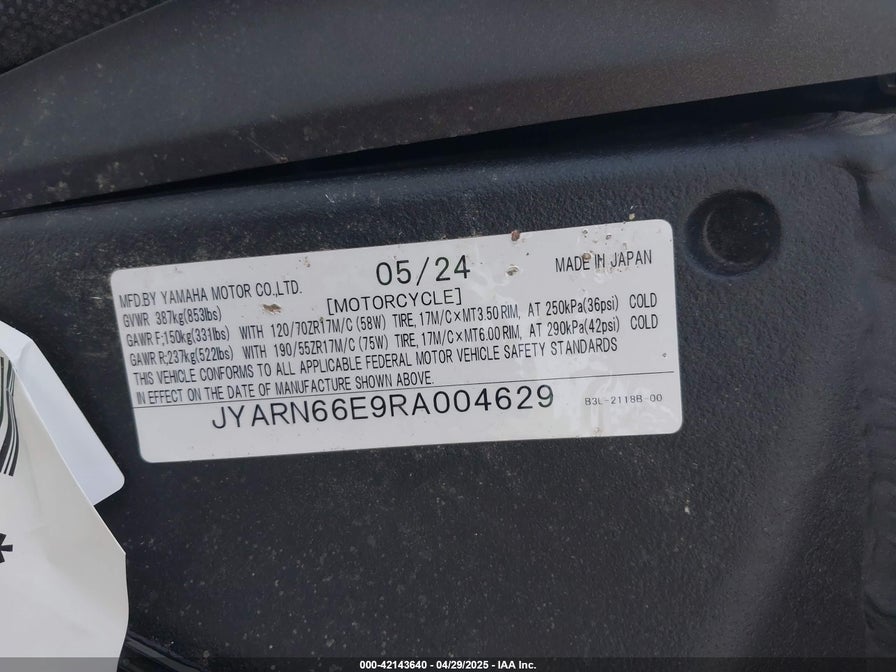 MFD.BY YAMAHA MOTOR CO.,LTD. 05/24 MADE IN JAPAN
GVWR 387kg(853lbs) [MOTORCYCLE]
GAWR F;150kg(331lbs) WITH 120/70ZR17M/C (58W) TIRE, 17M/C×MT3.50 RIM, AT 250kPa(36psi) COLD
GAWR R;237kg(522lbs) WITH 190/55ZR17M/C (75W) TIRE, 17M/C×MT6.00 RIM, AT 290kPa(42psi) COLD
THIS VEHICLE CONFORMS TO ALL APPLICABLE FEDERAL MOTOR VEHICLE SAFETY STANDARDS
IN EFFECT ON THE DATE OF MANUFACTURE SHOWN ABOVE.
JYARN66E9RA004629 B3L-2118B-00
*
000-42143640 - 04/29/2025 - IAA Inc.